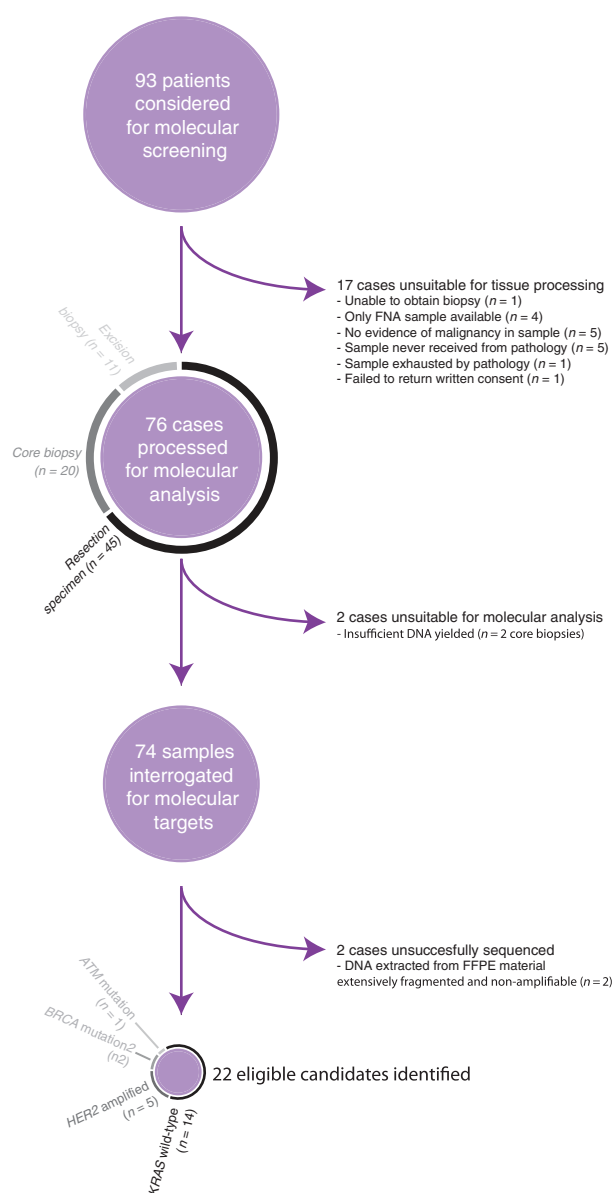 93 patients
considered
for molecular
screening
17 cases unsuitable for tissue processing
- Unable to obtain biopsy (n = 1)
- Only FNA sample available (n = 4)
- No evidence of malignancy in sample (n = 5)
- Sample never received from pathology (n = 5)
- Sample exhausted by pathology (n = 1)
- Failed to return written consent (n = 1)
Excision
biopsy (n = 11)
76 cases
processed
for molecular
analysis
Core biopsy
(n = 20)
Resection
specimen (n = 45)
2 cases unsuitable for molecular analysis
- Insufficient DNA yielded (n = 2 core biopsies)
74 samples
interrogated
for molecular
targets
2 cases unsuccesfully sequenced
- DNA extracted from FFPE material
extensively fragmented and non-amplifiable (n = 2)
ATM mutation
(n = 1)
BRCA mutation2
(n2)
HER2 amplified
(n = 5)
KRAS wild-type
(n = 14)
22 eligible candidates identified